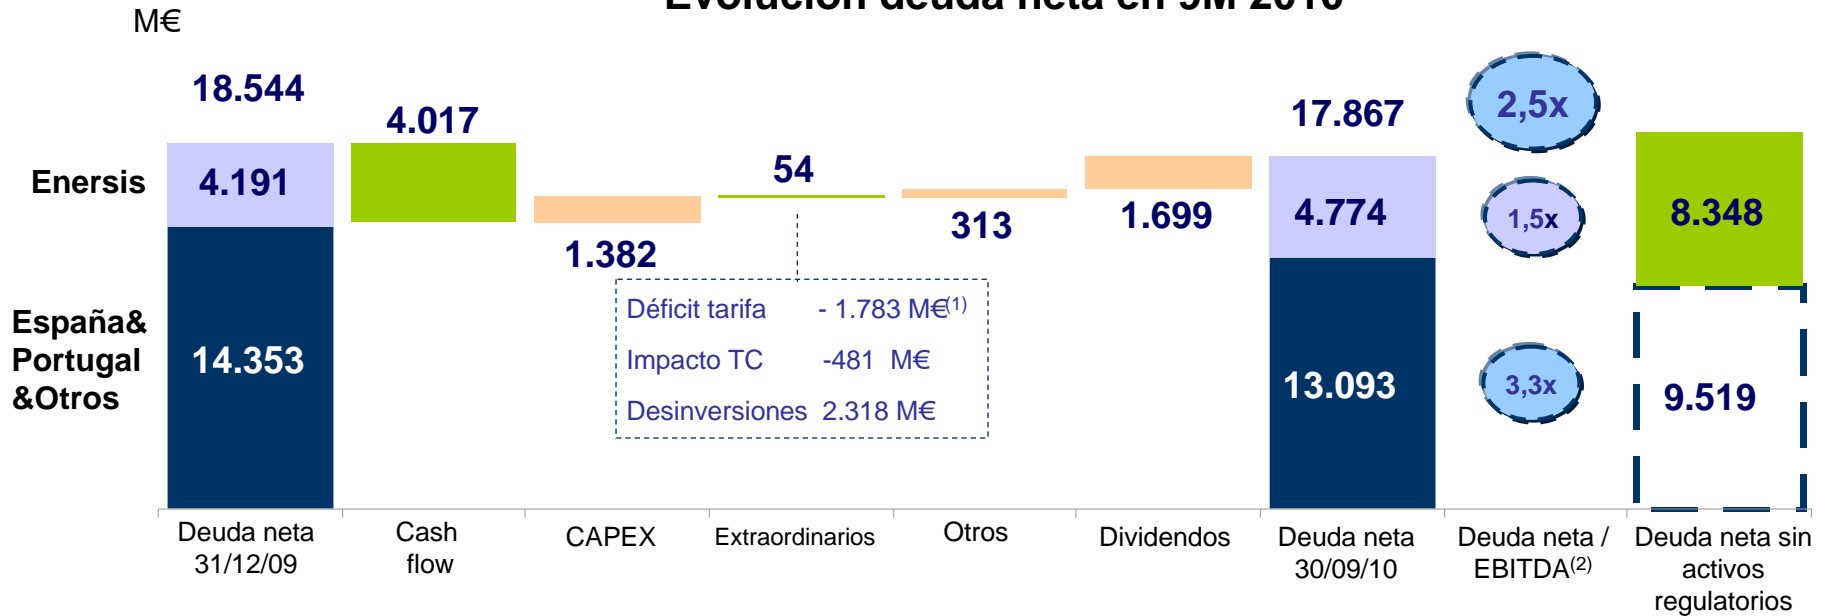 M€
18.544
4.017
54
17.867
2,5x
Enersis
4.191
1.382
313
1.699
4.774
1,5x
8.348
España&
Portugal
&Otros
14.353
Déficit tarifa - 1.783 M€(1)
Impacto TC -481 M€
Desinversiones 2.318 M€
13.093
3,3x
9.519
Deuda neta
31/12/09
Cash
flow
CAPEX
Extraordinarios
Otros
Dividendos
Deuda neta
30/09/10
Deuda neta /
EBITDA(2)
Deuda neta sin
activos
regulatorios